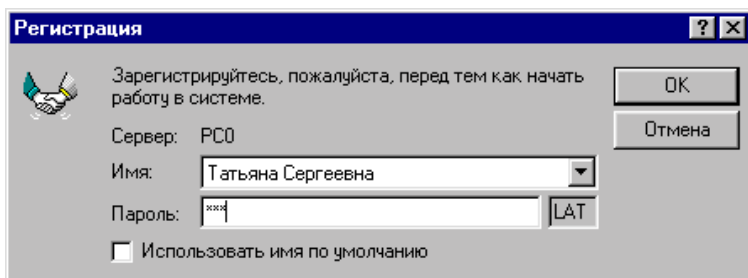 Регистрация
Зарегистрируйтесь, пожалуйста, перед тем как начать
работу в системе.
OK
Отмена
Сервер: PC0
Имя: Татьяна Сергеевна
Пароль: *** LAT
Использовать имя по умолчанию